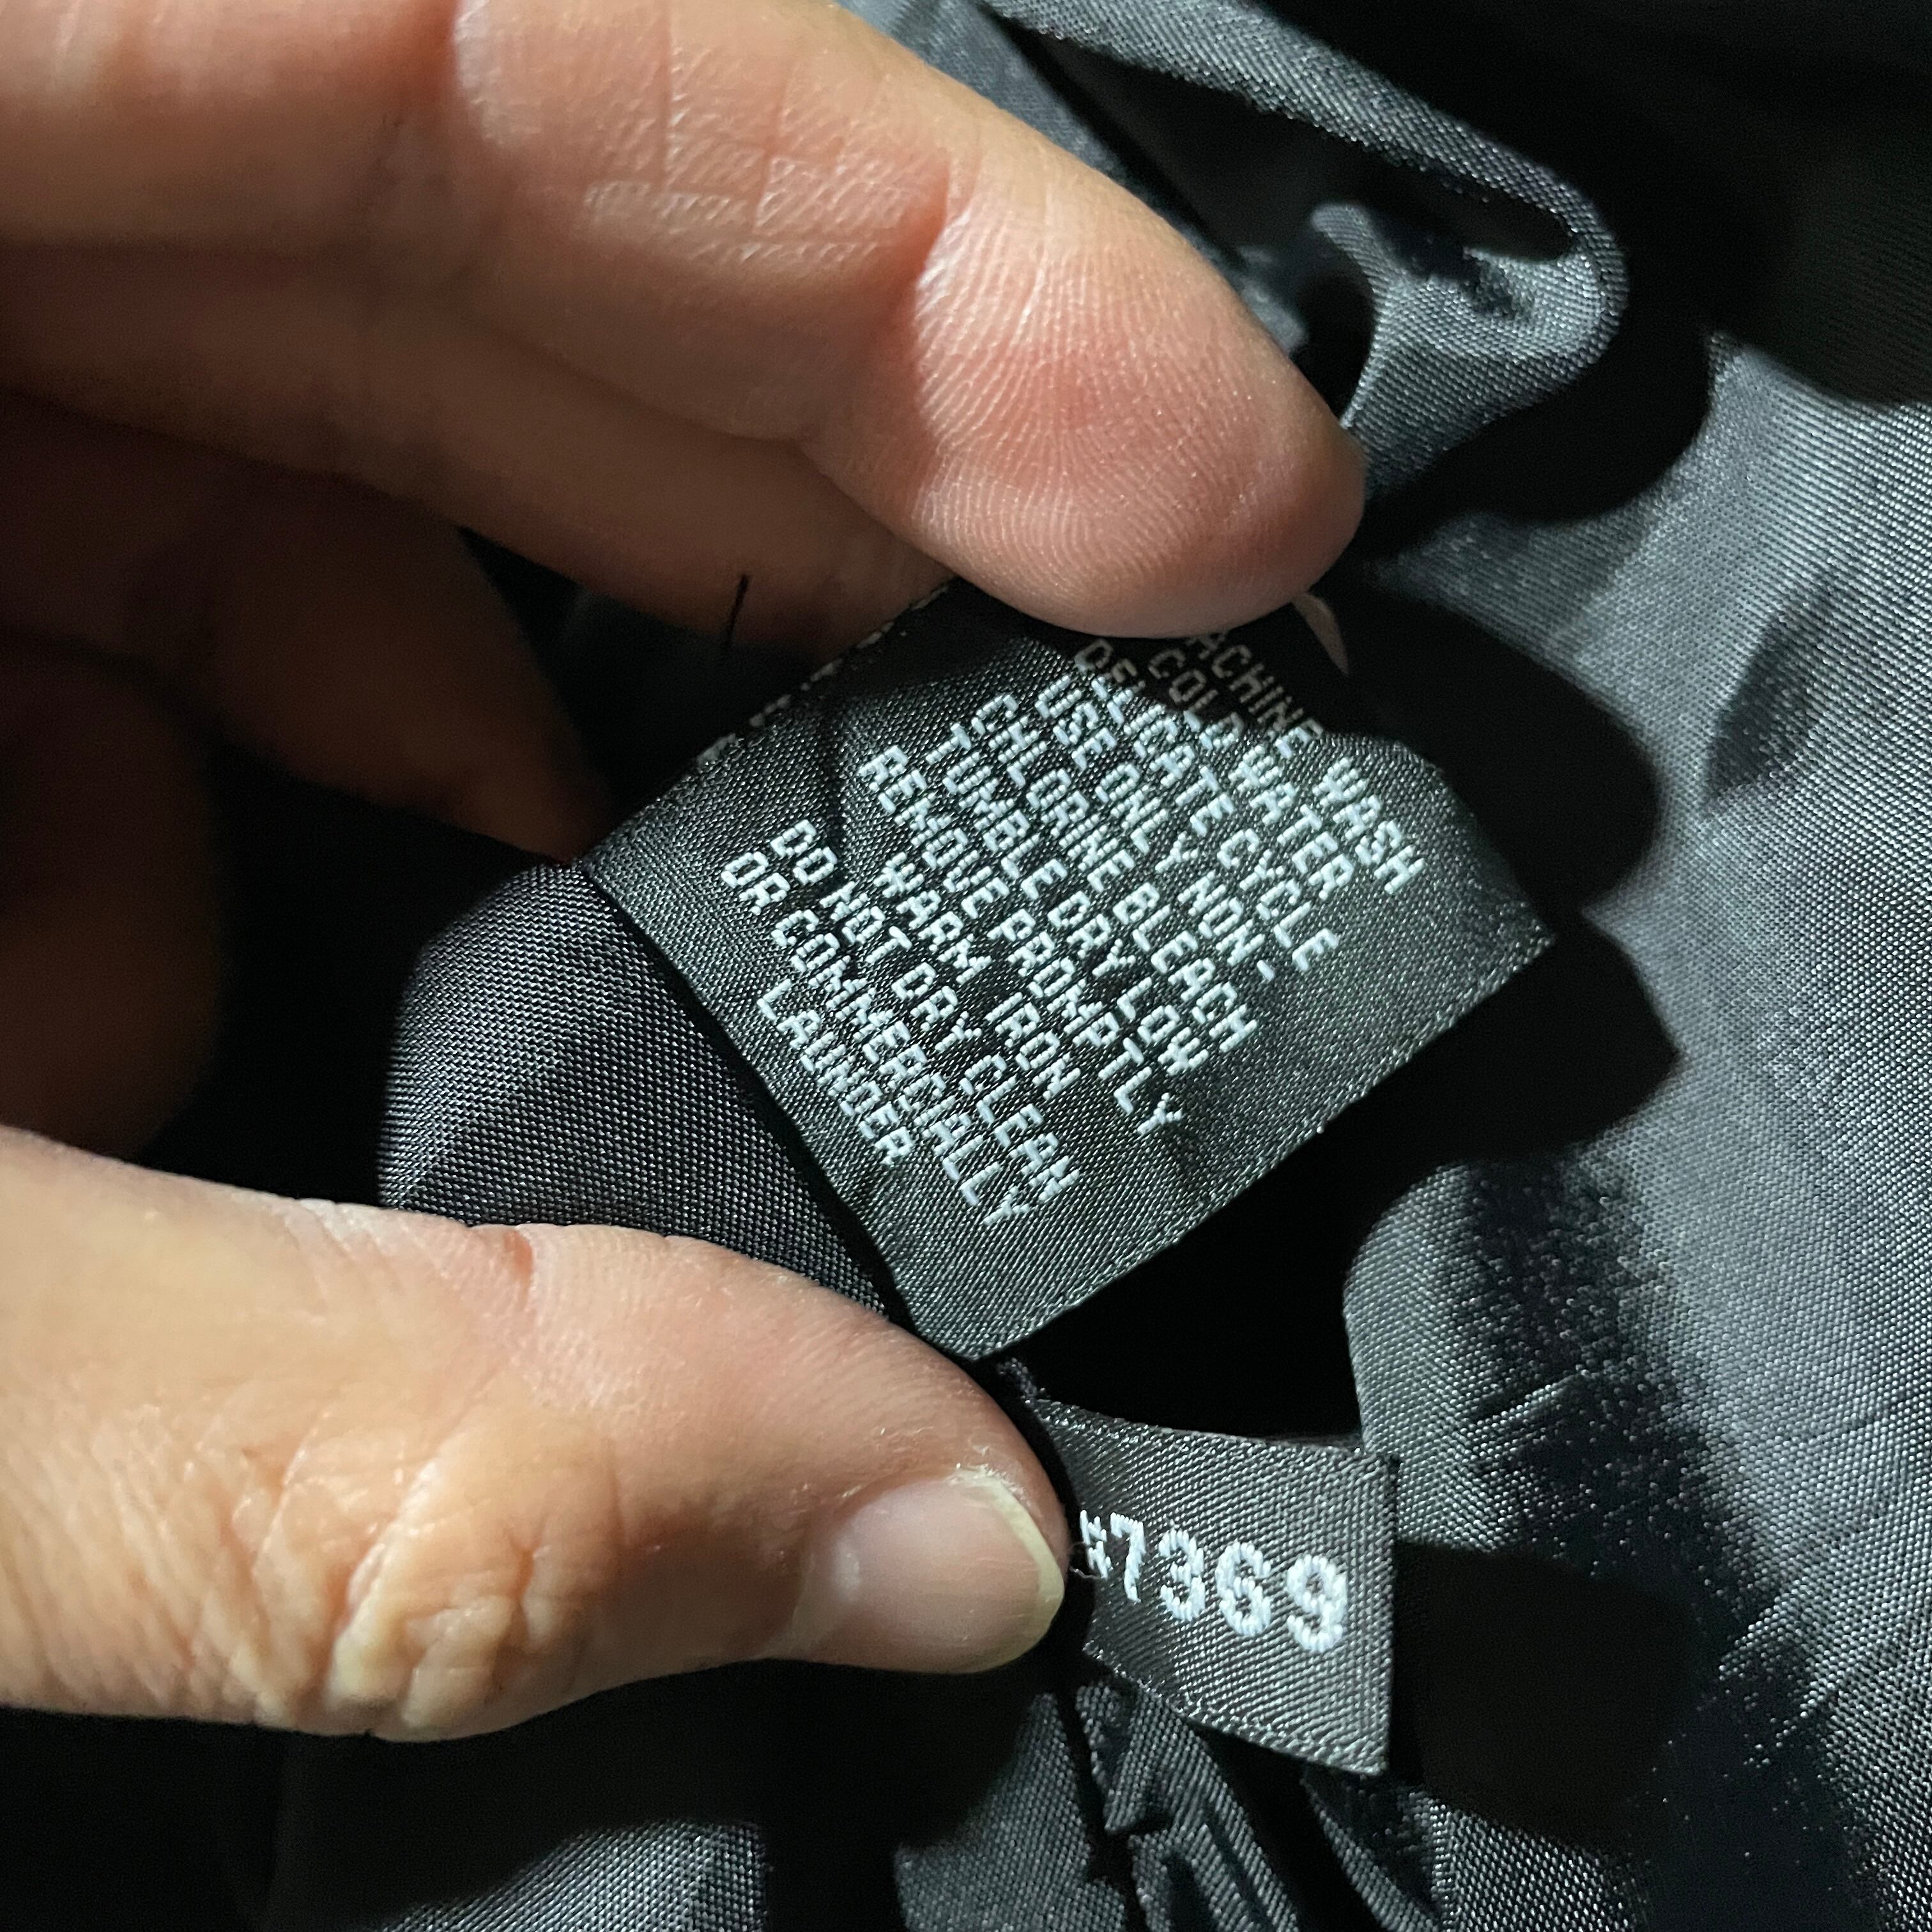 ACHINE WASH
COLD WATER
DELICATE CYCLE
USE ONLY NON-
CHLORINE BLEACH
TUMBLE DRY LOW
REMOVE PROMPTLY
WARM IRON
DO NOT DRY CLEAN
OR COMMERCIALLY
LAUNDER
#7369